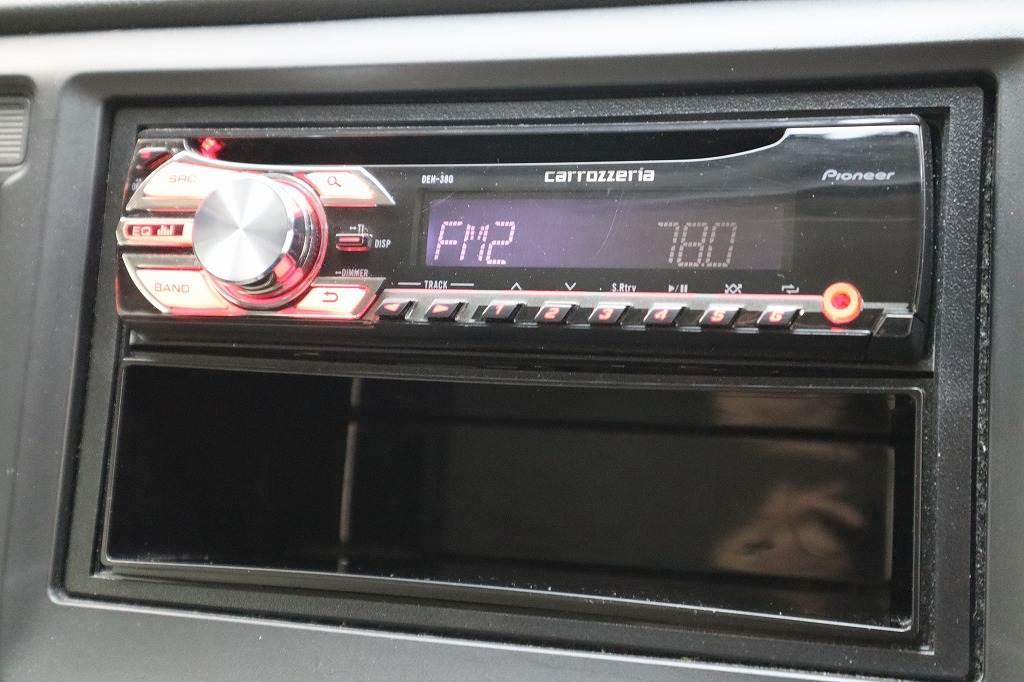 DEH-380 carrozzeria Pioneer
SRC
EQ
BAND
DISP
DIMMER
FM2 78.0
TRACK S.Rtrv
1 2 3 4 5 6